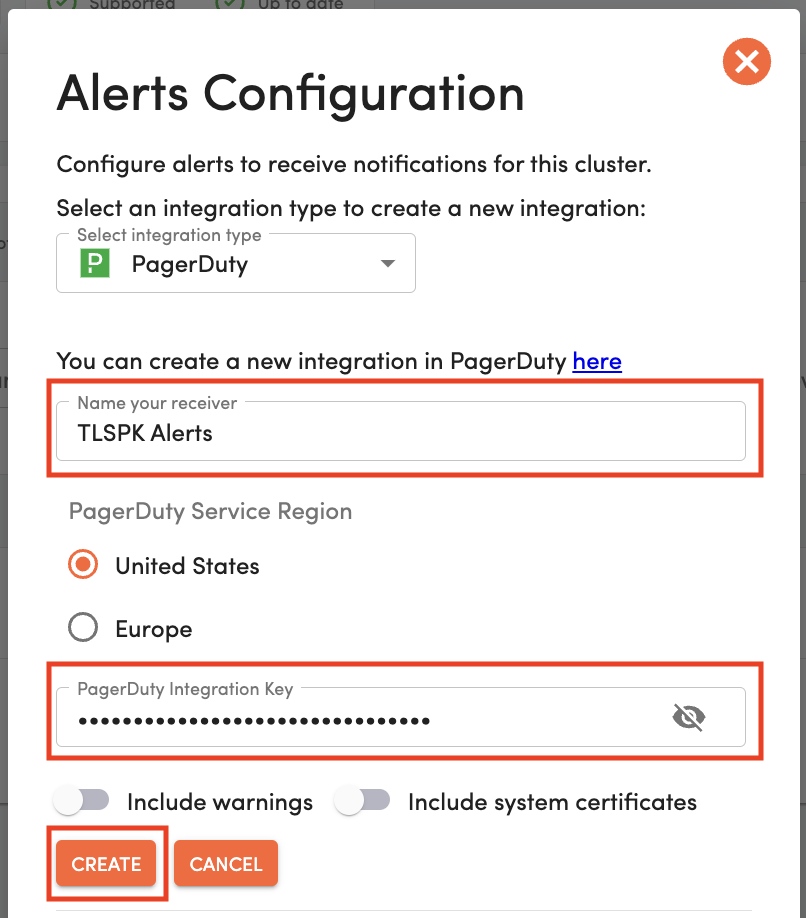 Supported Up to date
Alerts Configuration
Configure alerts to receive notifications for this cluster.
Select an integration type to create a new integration:
Select integration type
P PagerDuty
You can create a new integration in PagerDuty here
Name your receiver
TLSPK Alerts
PagerDuty Service Region
United States
Europe
PagerDuty Integration Key
••••••••••••••••••••••••••••••••
Include warnings Include system certificates
CREATE CANCEL